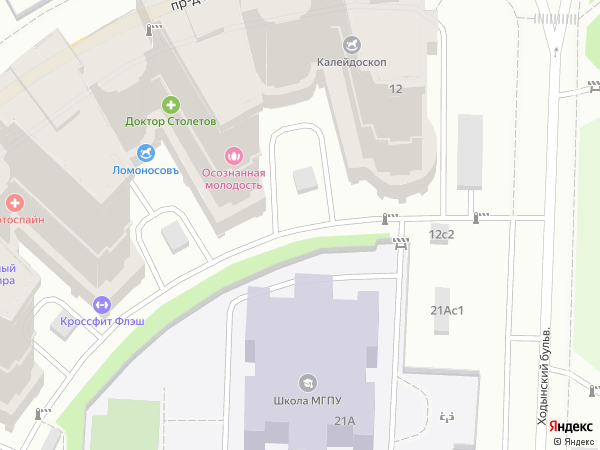 пр-д
Калейдоскоп
12
Доктор Столетов
Ломоносовъ
Осознанная
молодость
12с2
Кроссфит Флэш
21Ас1
Школа МГПУ
21А
Ходынский бульв.
Яндекс
© Яндекс